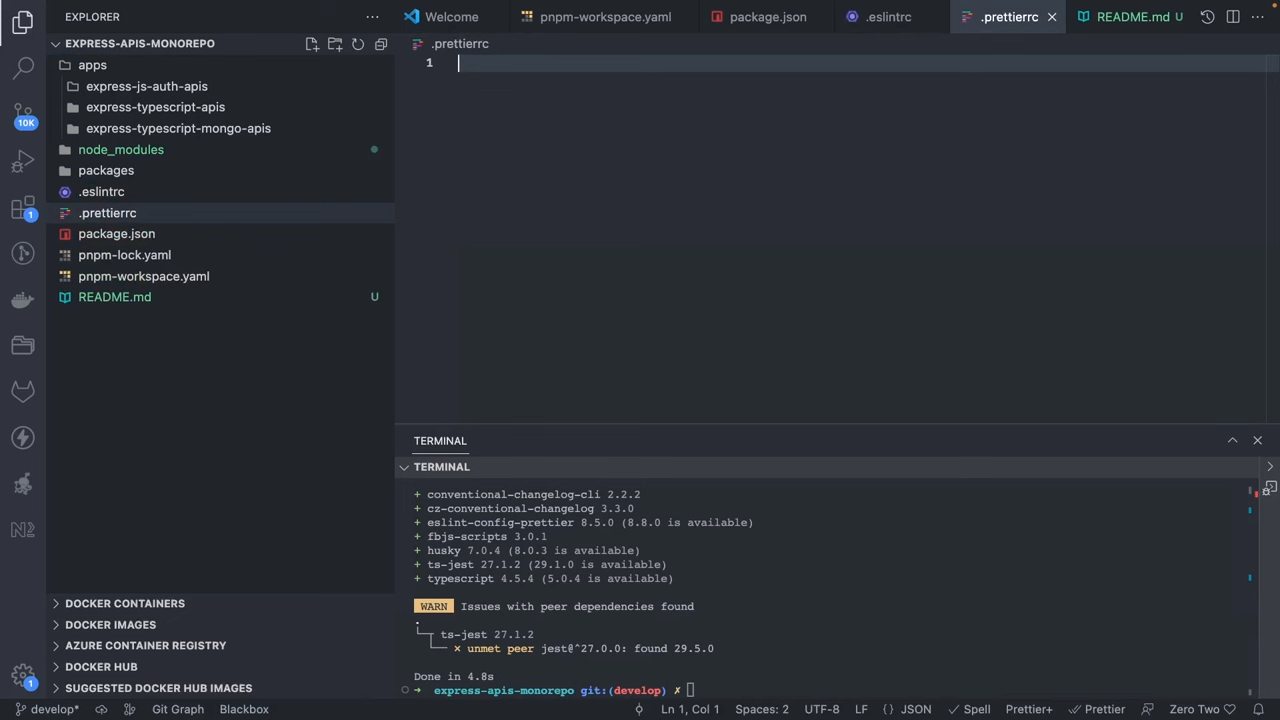 EXPLORER
EXPRESS-APIS-MONOREPO
apps
express-js-auth-apis
express-typescript-apis
express-typescript-mongo-apis
node_modules
packages
.eslintrc
.prettierrc
package.json
pnpm-lock.yaml
pnpm-workspace.yaml
README.md U
DOCKER CONTAINERS
DOCKER IMAGES
AZURE CONTAINER REGISTRY
DOCKER HUB
SUGGESTED DOCKER HUB IMAGES
10K
1
1
Welcome pnpm-workspace.yaml package.json .eslintrc .prettierrc README.md U
.prettierrc
1
TERMINAL
TERMINAL
+ conventional-changelog-cli 2.2.2
+ cz-conventional-changelog 3.3.0
+ eslint-config-prettier 8.5.0 (8.8.0 is available)
+ fbjs-scripts 3.0.1
+ husky 7.0.4 (8.0.3 is available)
+ ts-jest 27.1.2 (29.1.0 is available)
+ typescript 4.5.4 (5.0.4 is available)
WARN Issues with peer dependencies found
.
└─┬ ts-jest 27.1.2
└── ✕ unmet peer jest@^27.0.0: found 29.5.0
Done in 4.8s
➜ express-apis-monorepo git:(develop) ✗
develop* Git Graph Blackbox Ln 1, Col 1 Spaces: 2 UTF-8 LF {} JSON Spell Prettier+ Prettier Zero Two